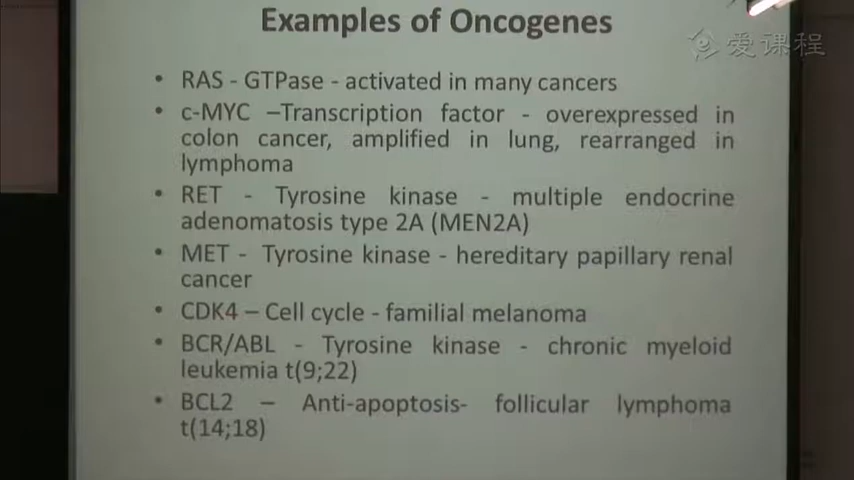 Examples of Oncogenes
爱课程
• RAS - GTPase - activated in many cancers
• c-MYC –Transcription factor - overexpressed in
colon cancer, amplified in lung, rearranged in
lymphoma
• RET - Tyrosine kinase - multiple endocrine
adenomatosis type 2A (MEN2A)
• MET - Tyrosine kinase - hereditary papillary renal
cancer
• CDK4 – Cell cycle - familial melanoma
• BCR/ABL - Tyrosine kinase - chronic myeloid
leukemia t(9;22)
• BCL2 – Anti-apoptosis- follicular lymphoma
t(14;18)